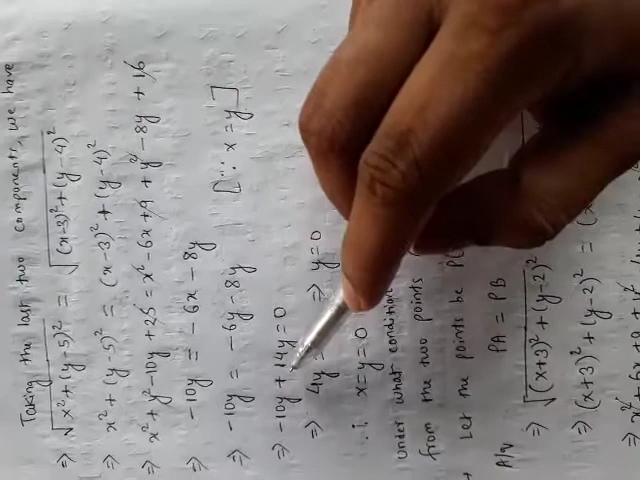 Taking the last two components, we have
⇒ √x²+(y-5)² = √(x-3)²+(y-4)²
⇒ x²+(y-5)² = (x-3)²+(y-4)²
⇒ x²+y²-10y+25 = x²-6x+9+y²-8y+16
⇒ -10y = -6x-8y
⇒ -10y = -6y-8y [∵ x=y]
⇒ -10y+14y=0
⇒ 4y ⇒ y=0
∴ x=y=0
under what condition
from the two points
Let the points be P
A/q PA = PB
⇒ √(x+3)²+(y-2)²
⇒ (x+3)²+(y-2)² = (x